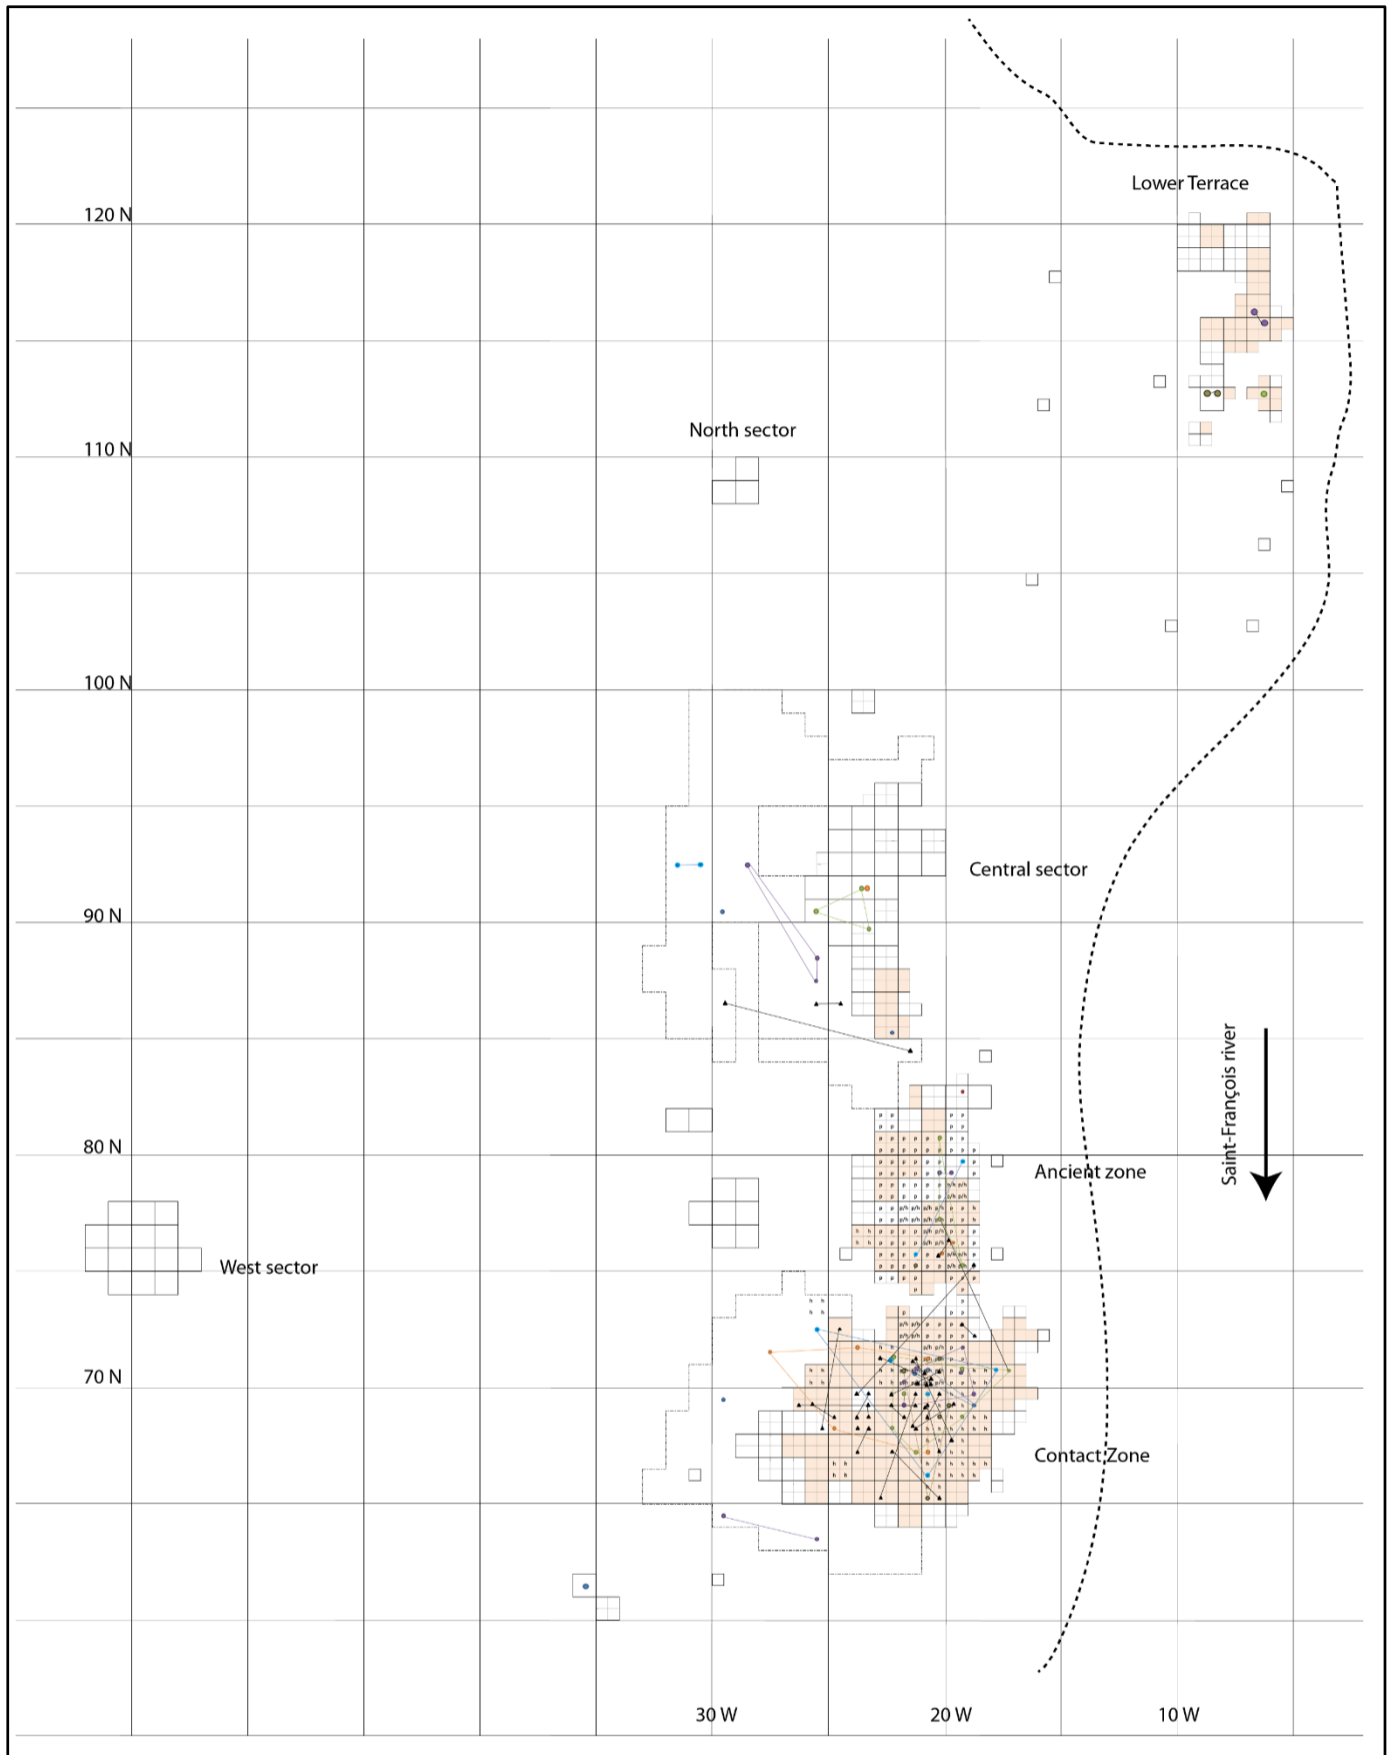 Lower Terrace
120 N
North sector
110 N
100 N
Central sector
90 N
Saint-François river
80 N
Ancient zone
West sector
70 N
Contact Zone
30 W
20 W
10 W